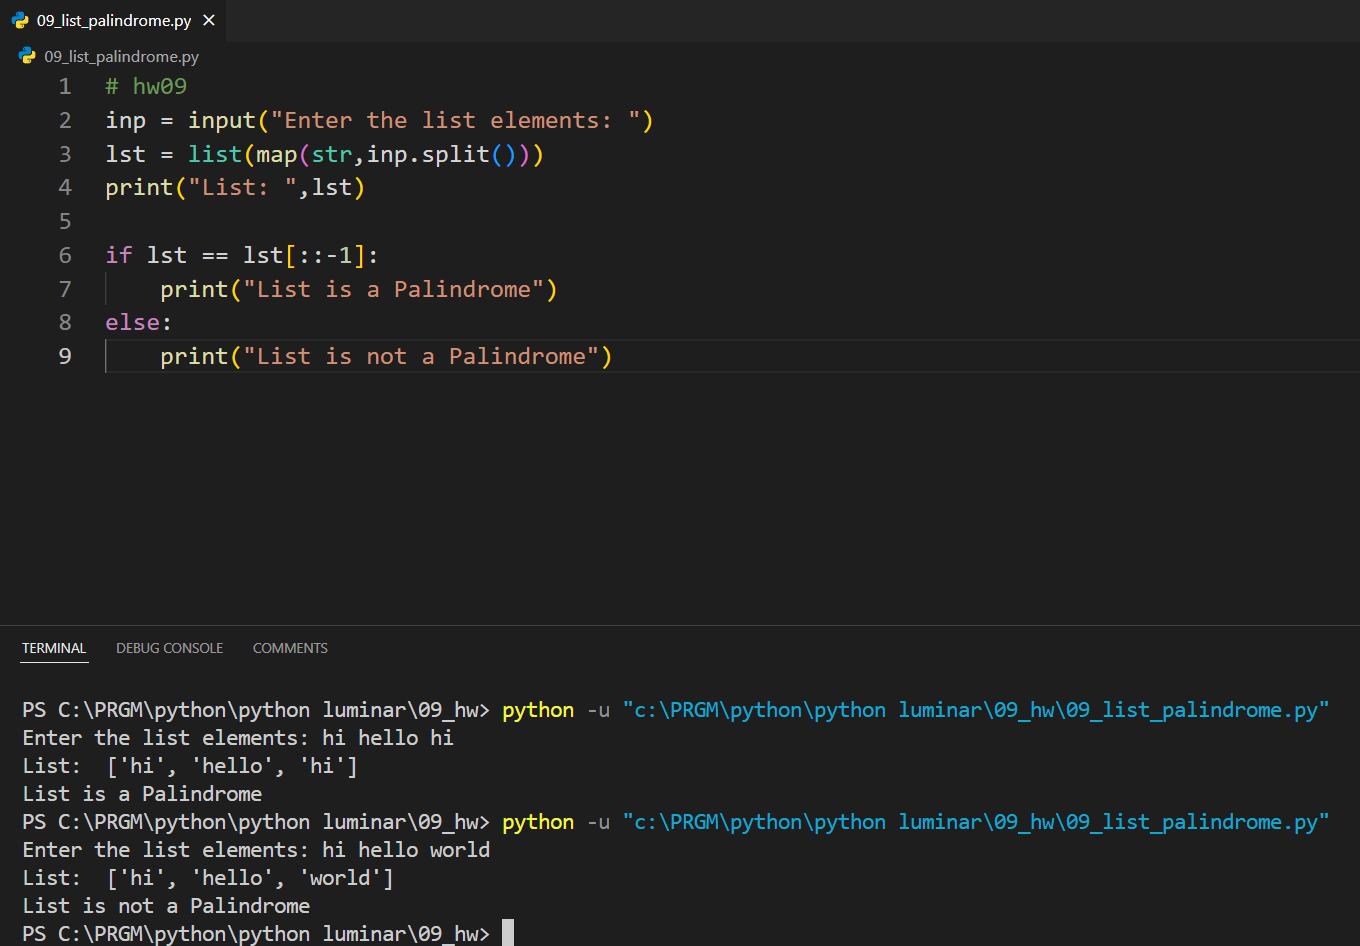 09_list_palindrome.py
09_list_palindrome.py
1 # hw09
2 inp = input("Enter the list elements: ")
3 lst = list(map(str,inp.split()))
4 print("List: ",lst)
5
6 if lst == lst[::-1]:
7     print("List is a Palindrome")
8 else:
9     print("List is not a Palindrome")
TERMINAL DEBUG CONSOLE COMMENTS
PS C:\PRGM\python\python luminar\09_hw> python -u "c:\PRGM\python\python luminar\09_hw\09_list_palindrome.py"
Enter the list elements: hi hello hi
List:  ['hi', 'hello', 'hi']
List is a Palindrome
PS C:\PRGM\python\python luminar\09_hw> python -u "c:\PRGM\python\python luminar\09_hw\09_list_palindrome.py"
Enter the list elements: hi hello world
List:  ['hi', 'hello', 'world']
List is not a Palindrome
PS C:\PRGM\python\python luminar\09_hw>